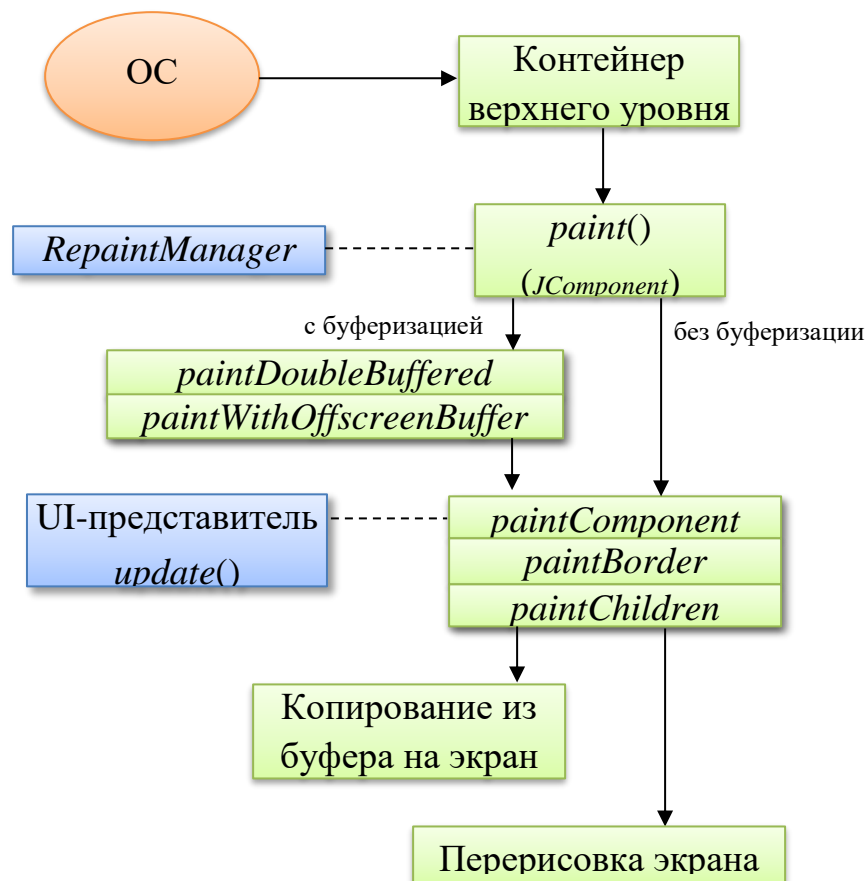 ОС
Контейнер
верхнего уровня
RepaintManager
paint()
(JComponent)
с буферизацией
без буферизации
paintDoubleBuffered
paintWithOffscreenBuffer
UI-представитель
update()
paintComponent
paintBorder
paintChildren
Копирование из
буфера на экран
Перерисовка экрана